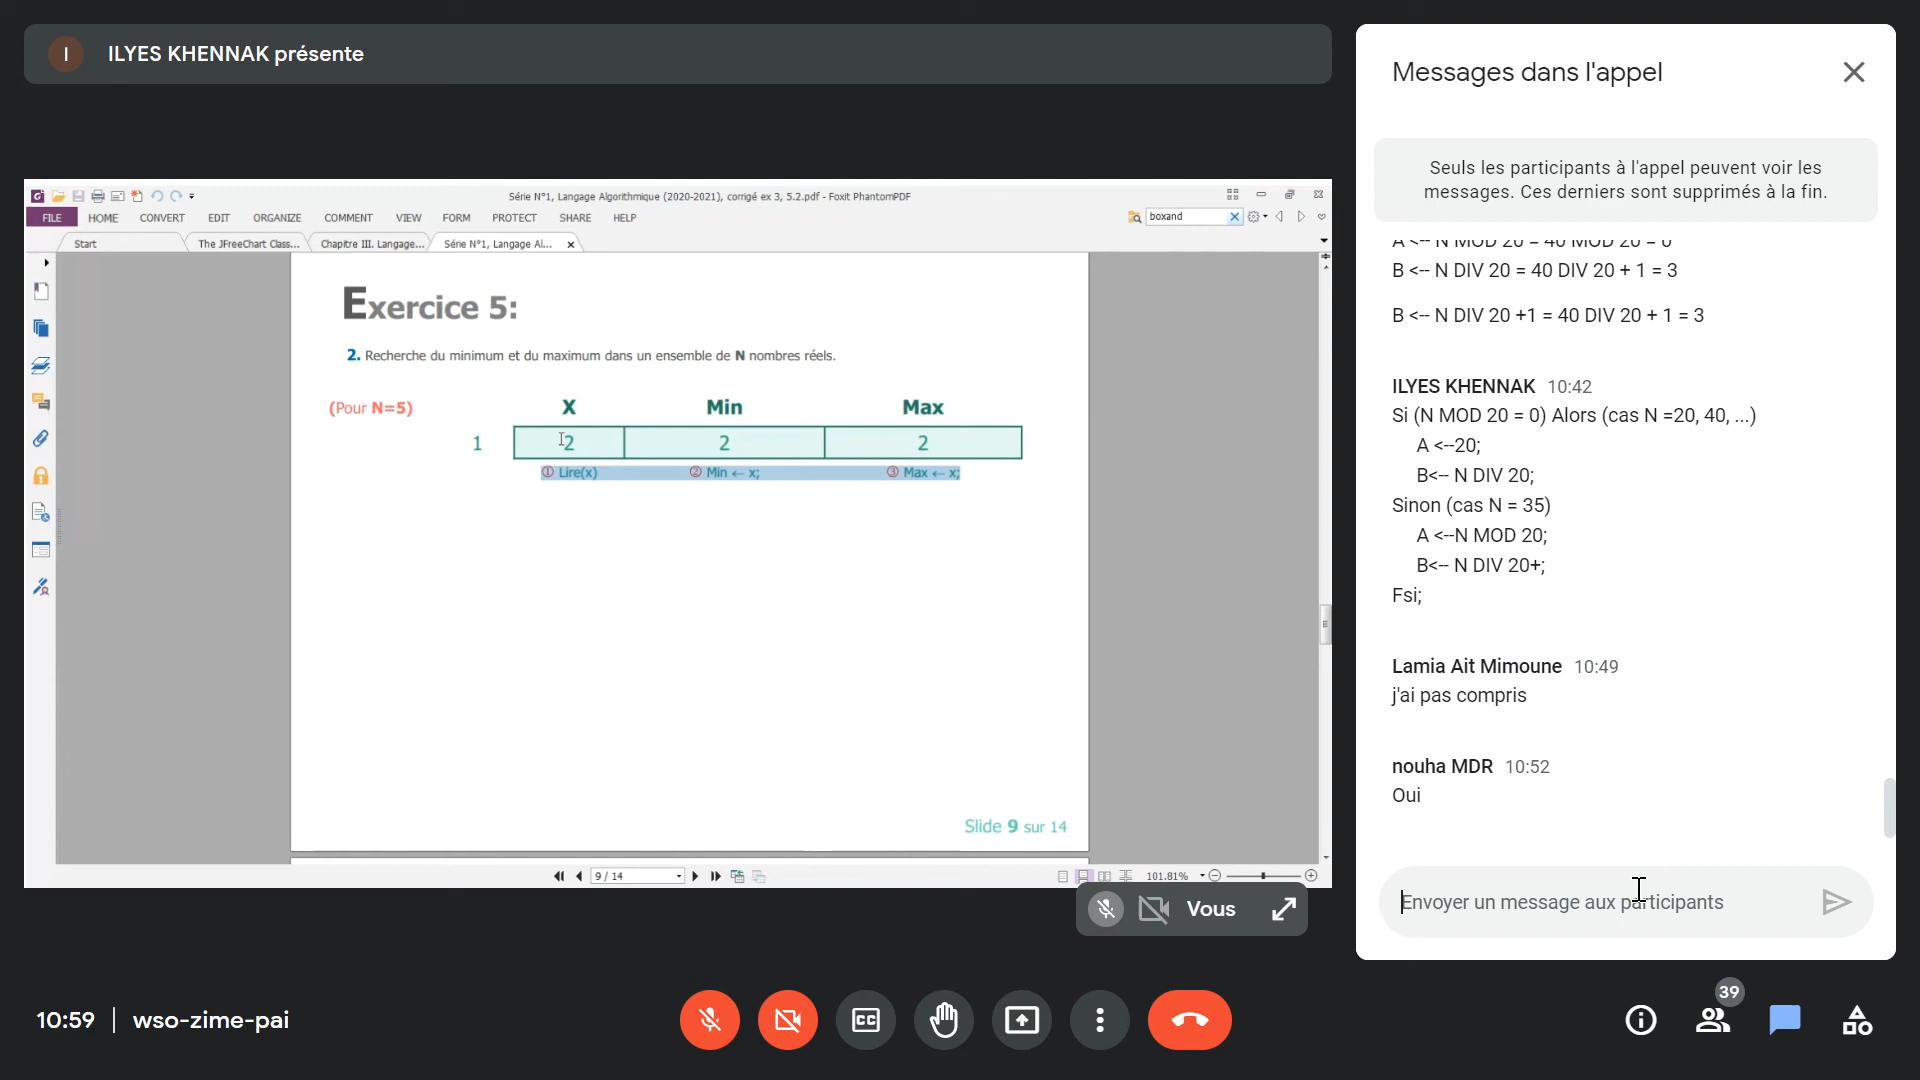 I ILYES KHENNAK présente
Série N°1, Langage Algorithmique (2020-2021), corrigé ex 3, 5.2.pdf - Foxit PhantomPDF
FILE HOME CONVERT EDIT ORGANIZE COMMENT VIEW FORM PROTECT SHARE HELP boxand
Start The JFreeChart Class... Chapitre III. Langage... Série N°1, Langage Al...
Exercice 5:
2. Recherche du minimum et du maximum dans un ensemble de N nombres réels.
(Pour N=5) X Min Max
1 2 2 2
① Lire(x) ② Min ← x; ③ Max ← x;
Slide 9 sur 14
9 / 14 101.81%
Vous
10:59 wso-zime-pai
CC
39
Messages dans l'appel
Seuls les participants à l'appel peuvent voir les
messages. Ces derniers sont supprimés à la fin.
A <-- N MOD 20 = 40 MOD 20 = 0
B <-- N DIV 20 = 40 DIV 20 + 1 = 3
B <-- N DIV 20 +1 = 40 DIV 20 + 1 = 3
ILYES KHENNAK 10:42
Si (N MOD 20 = 0) Alors (cas N =20, 40, ...)
A <--20;
B<-- N DIV 20;
Sinon (cas N = 35)
A <--N MOD 20;
B<-- N DIV 20+;
Fsi;
Lamia Ait Mimoune 10:49
j'ai pas compris
nouha MDR 10:52
Oui
Envoyer un message aux participants